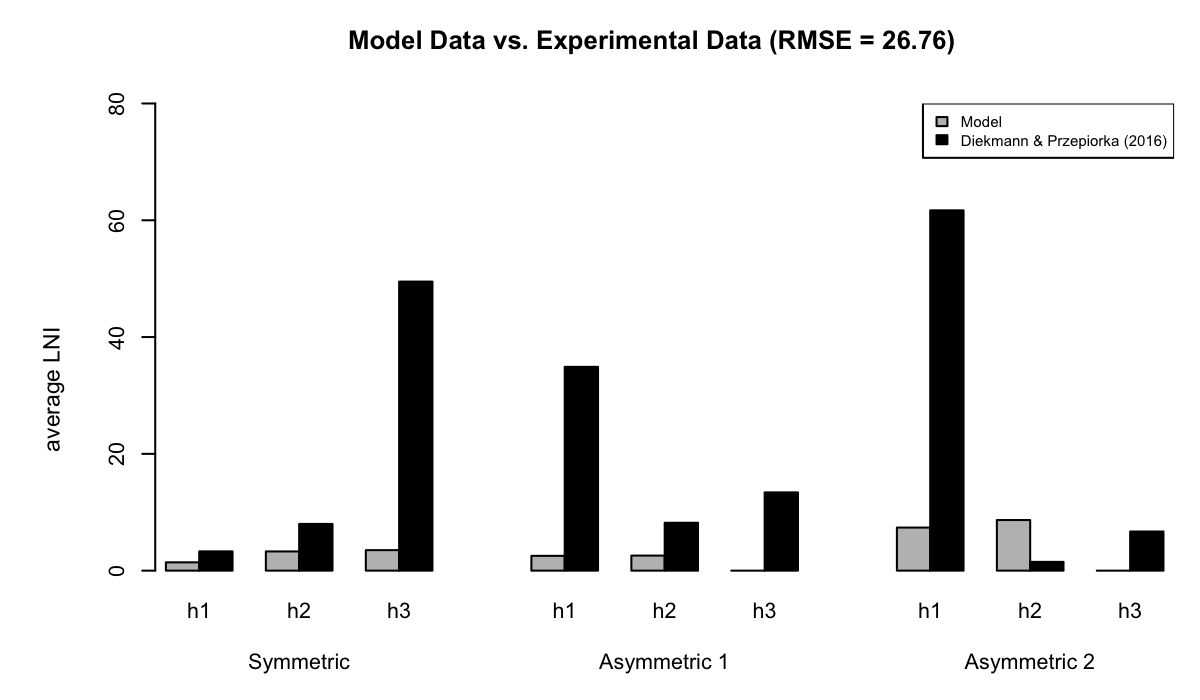 Model Data vs. Experimental Data (RMSE = 26.76)
80
60
40
20
0
average LNI
Model
Diekmann & Przepiorka (2016)
h1 h2 h3 h1 h2 h3 h1 h2 h3
Symmetric Asymmetric 1 Asymmetric 2